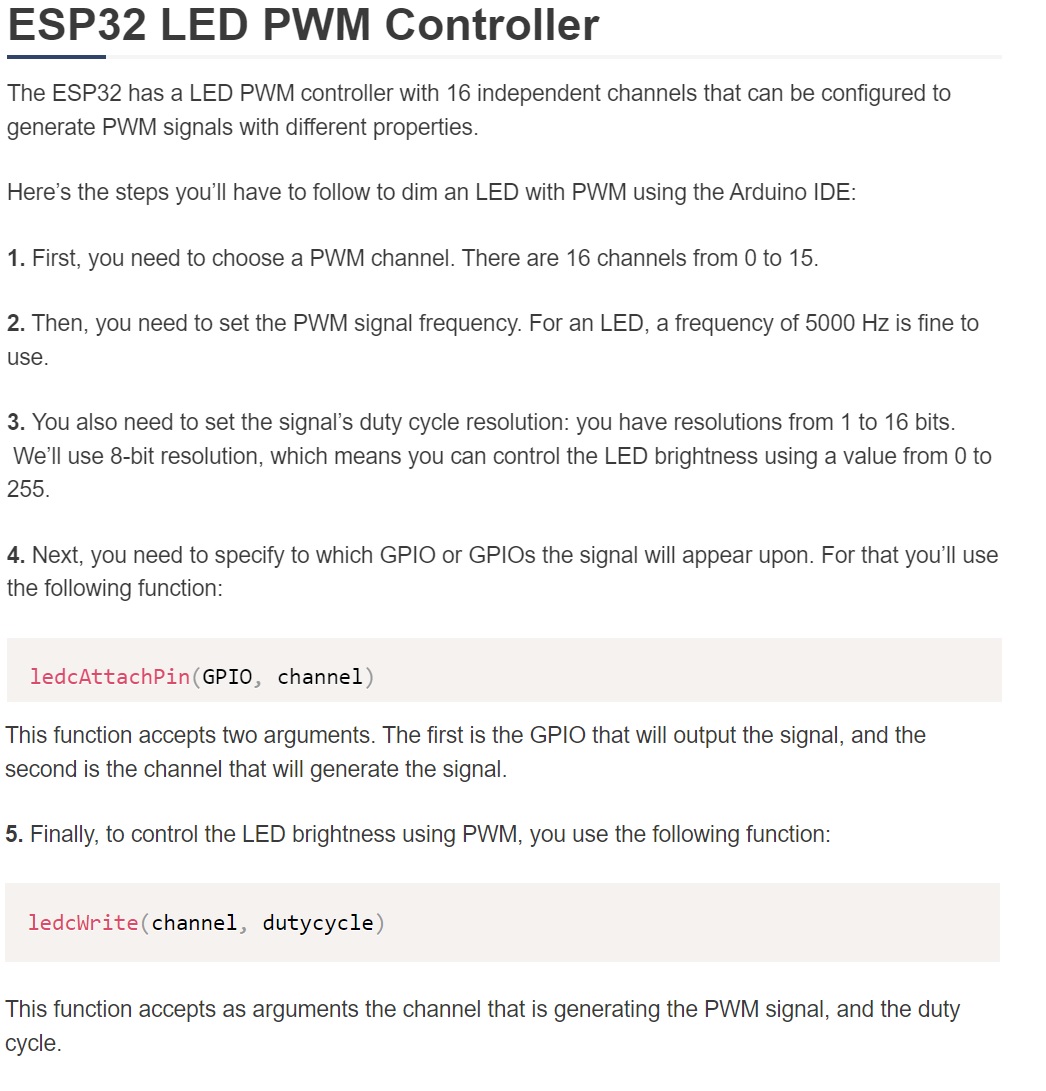 ESP32 LED PWM Controller
The ESP32 has a LED PWM controller with 16 independent channels that can be configured to
generate PWM signals with different properties.
Here’s the steps you’ll have to follow to dim an LED with PWM using the Arduino IDE:
1. First, you need to choose a PWM channel. There are 16 channels from 0 to 15.
2. Then, you need to set the PWM signal frequency. For an LED, a frequency of 5000 Hz is fine to
use.
3. You also need to set the signal’s duty cycle resolution: you have resolutions from 1 to 16 bits.
We’ll use 8-bit resolution, which means you can control the LED brightness using a value from 0 to
255.
4. Next, you need to specify to which GPIO or GPIOs the signal will appear upon. For that you’ll use
the following function:
ledcAttachPin(GPIO, channel)
This function accepts two arguments. The first is the GPIO that will output the signal, and the
second is the channel that will generate the signal.
5. Finally, to control the LED brightness using PWM, you use the following function:
ledcWrite(channel, dutycycle)
This function accepts as arguments the channel that is generating the PWM signal, and the duty
cycle.